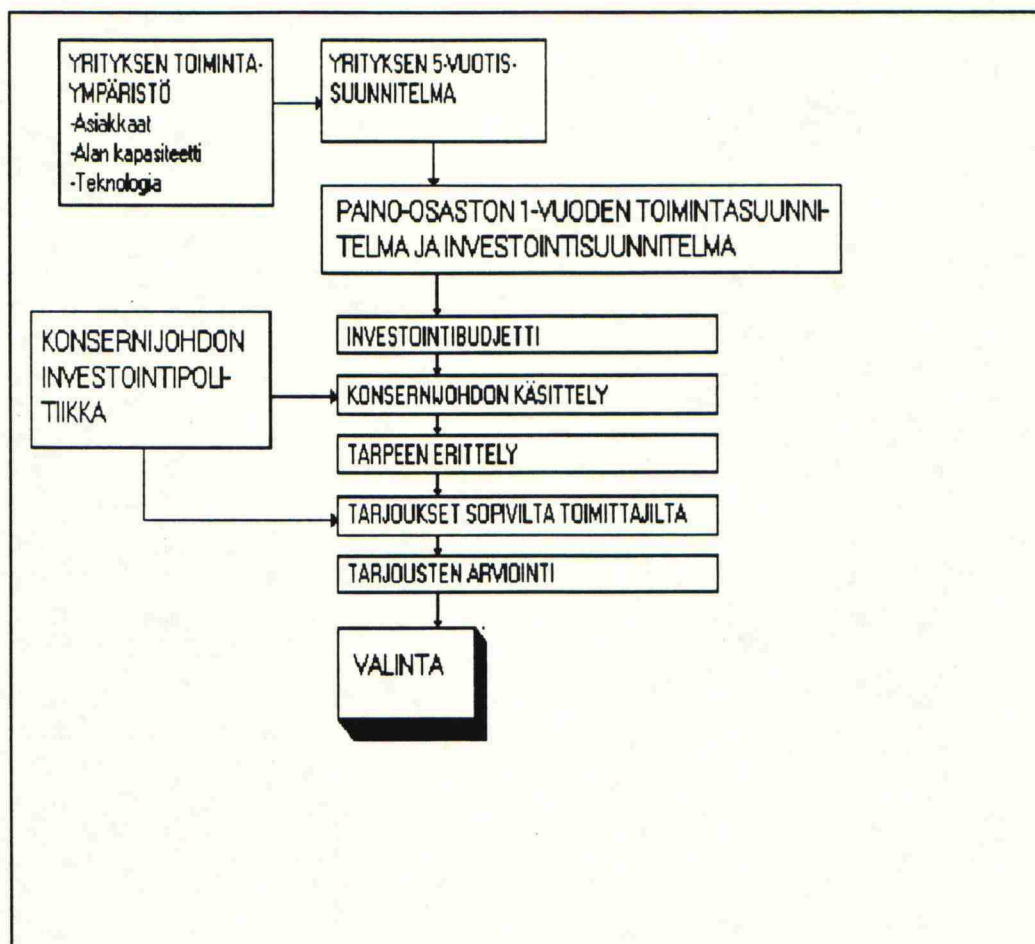 YRITYKSEN TOIMINTA-
YMPÄRISTÖ
-Asiakkaat
-Alan kapasiteetti
-Teknologia
YRITYKSEN 5-VUOTIS-
SUUNNITELMA
PAINO-OSASTON 1-VUODEN TOIMINTASUUNNI-
TELMA JA INVESTOINTISUUNNITELMA
INVESTOINTIBUDJETTI
KONSERNIJOHDON
INVESTOINTIPOLI-
TIIKKA
KONSERNIJOHDON KÄSITTELY
TARPEEN ERITTELY
TARJOUKSET SOPIVILTA TOIMITTAJILTA
TARJOUSTEN ARVIOINTI
VALINTA